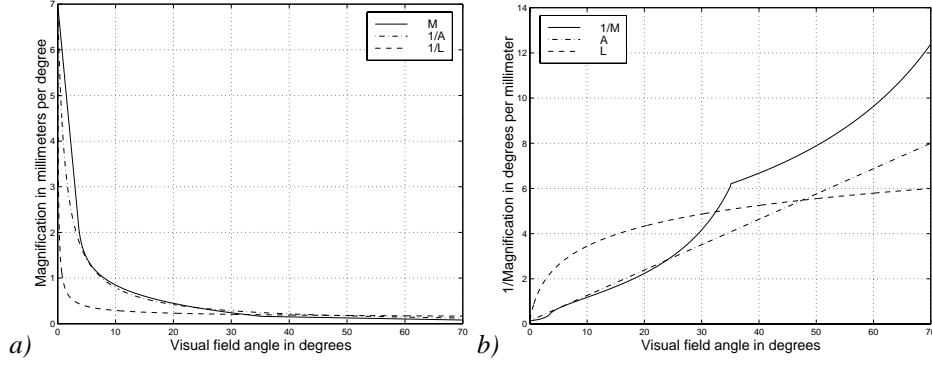 7
6
5
4
3
2
1
0
0 10 20 30 40 50 60 70
Magnification in millimeters per degree
Visual field angle in degrees
M
1/A
1/L
a)
14
12
10
8
6
4
2
0
0 10 20 30 40 50 60 70
1/Magnification in degrees per millimeter
Visual field angle in degrees
1/M
A
L
b)